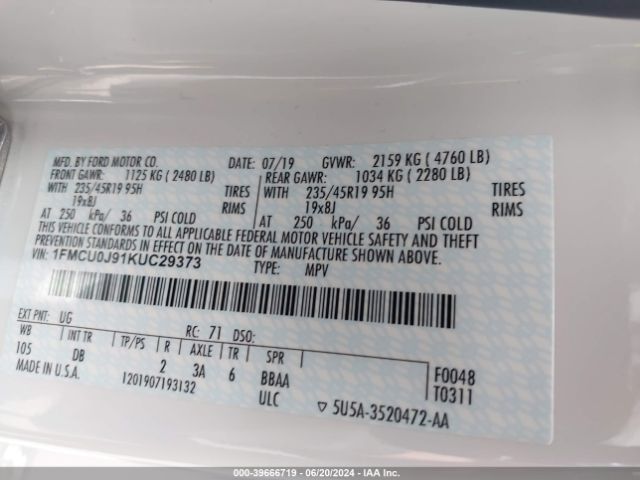 MFD. BY FORD MOTOR CO. DATE: 07/19 GVWR: 2159 KG ( 4760 LB)
FRONT GAWR: 1125 KG ( 2480 LB) REAR GAWR: 1034 KG ( 2280 LB)
WITH 235/45R19 95H TIRES WITH 235/45R19 95H TIRES
19x8J RIMS 19x8J RIMS
AT 250 kPa/ 36 PSI COLD AT 250 kPa/ 36 PSI COLD
THIS VEHICLE CONFORMS TO ALL APPLICABLE FEDERAL MOTOR VEHICLE SAFETY AND THEFT
PREVENTION STANDARDS IN EFFECT ON THE DATE OF MANUFACTURE SHOWN ABOVE.
VIN: 1FMCU0J91KUC29373 TYPE: MPV
EXT PNT: UG RC: 71 DSO:
WB INT TR TP/PS R AXLE TR SPR
105 DB 2 3A 6 BBAA F0048
MADE IN U.S.A. 1201907193132 ULC T0311
5U5A-3520472-AA
000-39666719 / 06/20/2024 - IAA, LLC.